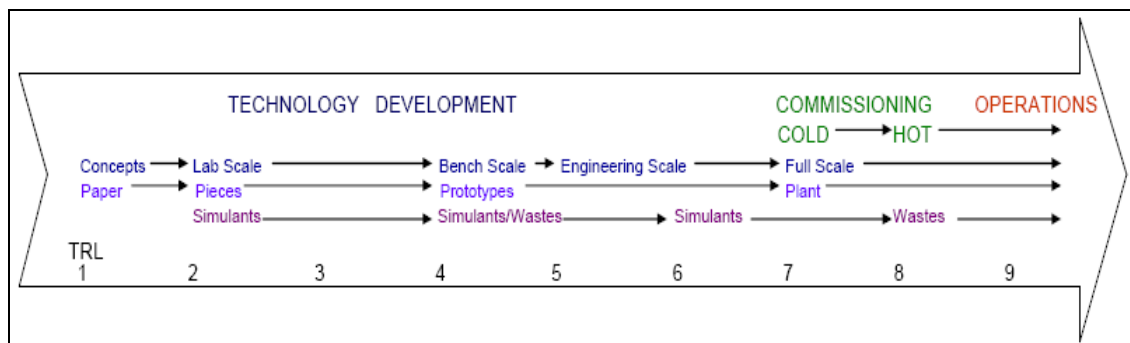 TECHNOLOGY DEVELOPMENT COMMISSIONING OPERATIONS
COLD HOT
Concepts Lab Scale Bench Scale Engineering Scale Full Scale
Paper Pieces Prototypes Plant
Simulants Simulants/Wastes Simulants Wastes
TRL
1 2 3 4 5 6 7 8 9